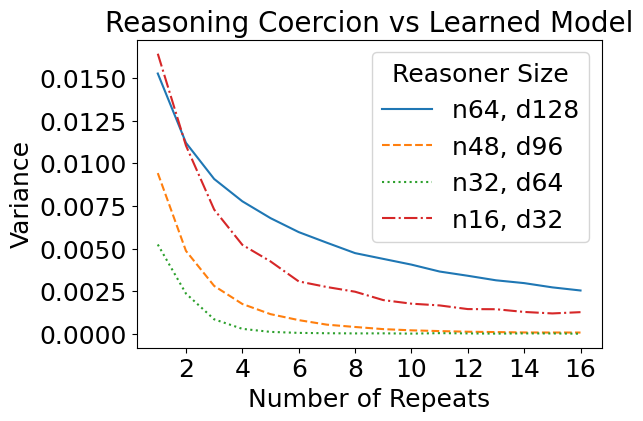 Reasoning Coercion vs Learned Model
Variance
0.0150
0.0125
0.0100
0.0075
0.0050
0.0025
0.0000
Reasoner Size
n64, d128
n48, d96
n32, d64
n16, d32
2 4 6 8 10 12 14 16
Number of Repeats